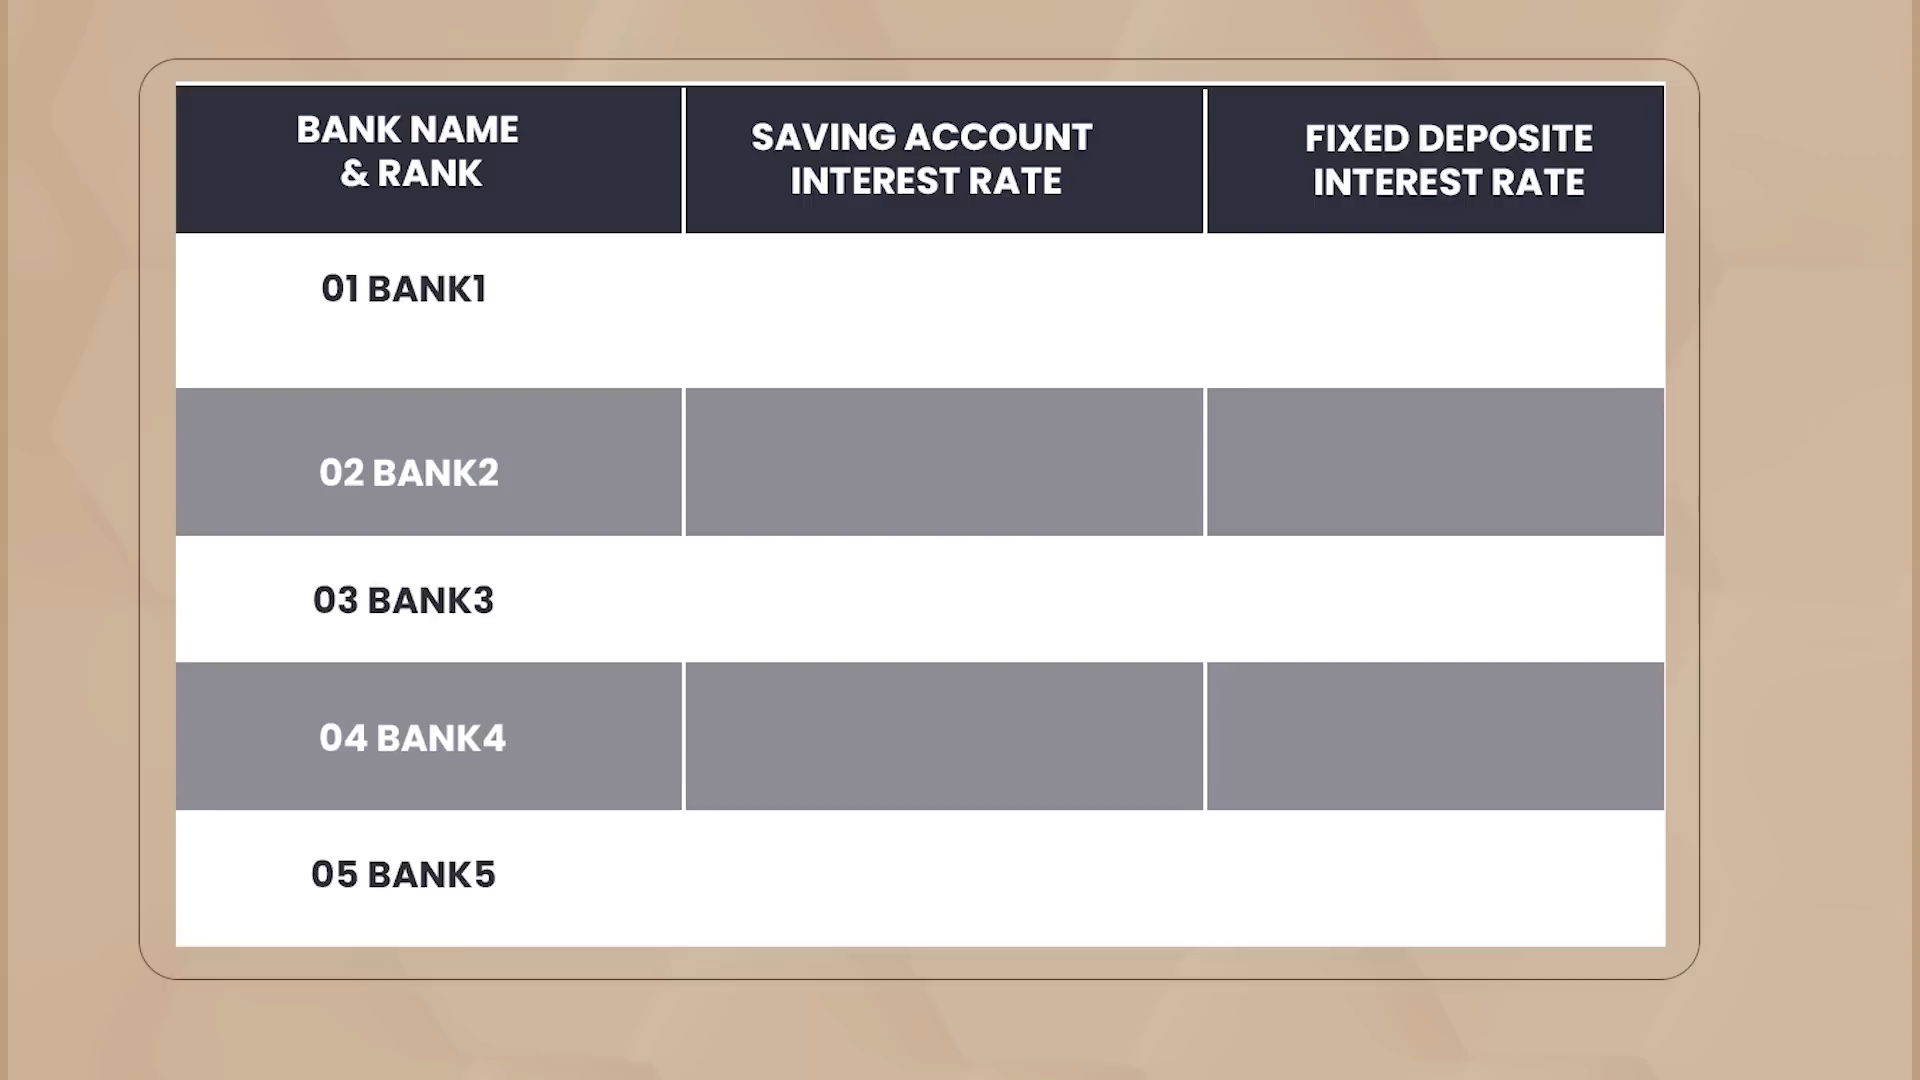 BANK NAME
& RANK
SAVING ACCOUNT
INTEREST RATE
FIXED DEPOSITE
INTEREST RATE
01 BANK1
02 BANK2
03 BANK3
04 BANK4
05 BANK5